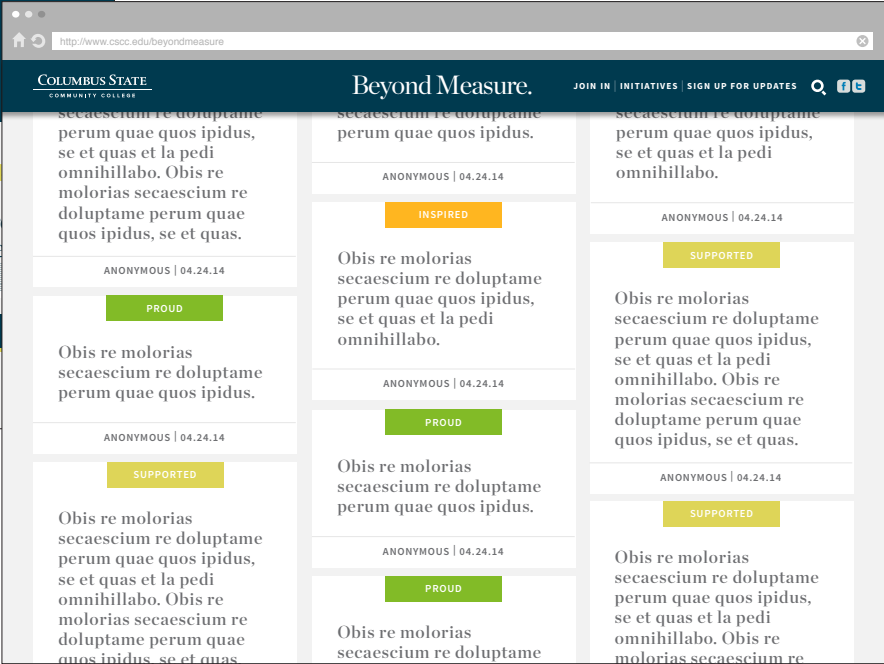 http://www.cscc.edu/beyondmeasure
COLUMBUS STATE
COMMUNITY COLLEGE
Beyond Measure.
JOIN IN | INITIATIVES | SIGN UP FOR UPDATES
secaescium re doluptame
perum quae quos ipidus,
se et quas et la pedi
omnihillabo. Obis re
molorias secaescium re
doluptame perum quae
quos ipidus, se et quas.
ANONYMOUS | 04.24.14
PROUD
Obis re molorias
secaescium re doluptame
perum quae quos ipidus.
ANONYMOUS | 04.24.14
SUPPORTED
Obis re molorias
secaescium re doluptame
perum quae quos ipidus,
se et quas et la pedi
omnihillabo. Obis re
molorias secaescium re
doluptame perum quae
quos ipidus, se et quas.
secaescium re doluptame
perum quae quos ipidus.
ANONYMOUS | 04.24.14
INSPIRED
Obis re molorias
secaescium re doluptame
perum quae quos ipidus,
se et quas et la pedi
omnihillabo.
ANONYMOUS | 04.24.14
PROUD
Obis re molorias
secaescium re doluptame
perum quae quos ipidus.
ANONYMOUS | 04.24.14
PROUD
Obis re molorias
secaescium re doluptame
secaescium re doluptame
perum quae quos ipidus,
se et quas et la pedi
omnihillabo.
ANONYMOUS | 04.24.14
SUPPORTED
Obis re molorias
secaescium re doluptame
perum quae quos ipidus,
se et quas et la pedi
omnihillabo. Obis re
molorias secaescium re
doluptame perum quae
quos ipidus, se et quas.
ANONYMOUS | 04.24.14
SUPPORTED
Obis re molorias
secaescium re doluptame
perum quae quos ipidus,
se et quas et la pedi
omnihillabo. Obis re
molorias secaescium re